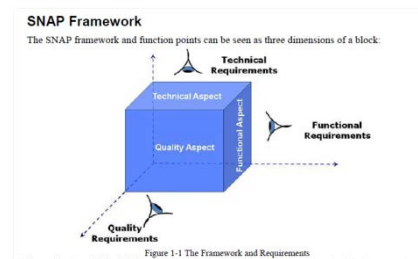 SNAP Framework
The SNAP framework and function points can be seen as three dimensions of a block:
Technical
Requirements
Technical Aspect
Functional Aspect
Quality Aspect
Functional
Requirements
Quality
Requirements
Figure 1-1 The Framework and Requirements